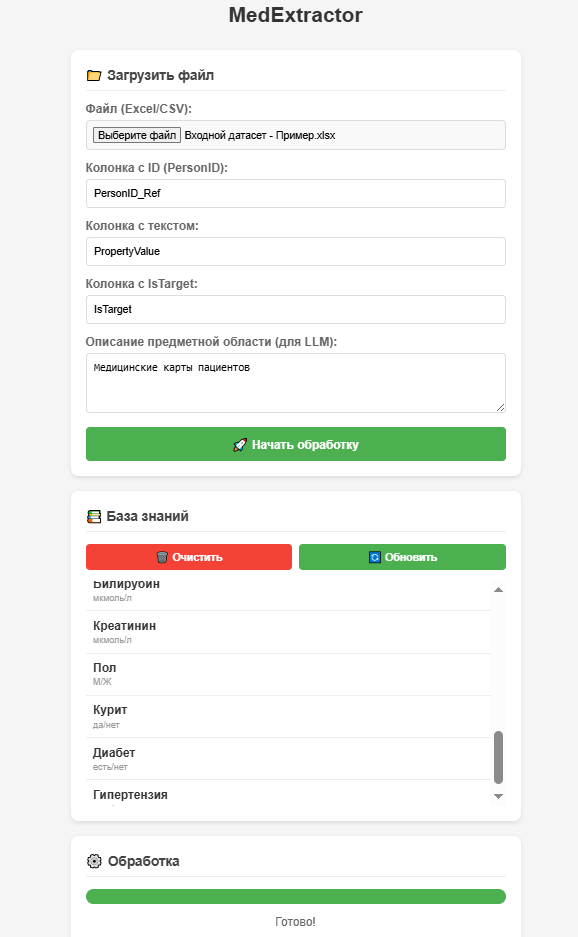 MedExtractor
Загрузить файл
Файл (Excel/CSV):
Выберите файл Входной датасет - Пример.xlsx
Колонка с ID (PersonID):
PersonID_Ref
Колонка с текстом:
PropertyValue
Колонка с IsTarget:
IsTarget
Описание предметной области (для LLM):
Медицинские карты пациентов
Начать обработку
База знаний
Очистить Обновить
Билирубин
мкмоль/л
Креатинин
мкмоль/л
Пол
М/Ж
Курит
да/нет
Диабет
есть/нет
Гипертензия
Обработка
Готово!